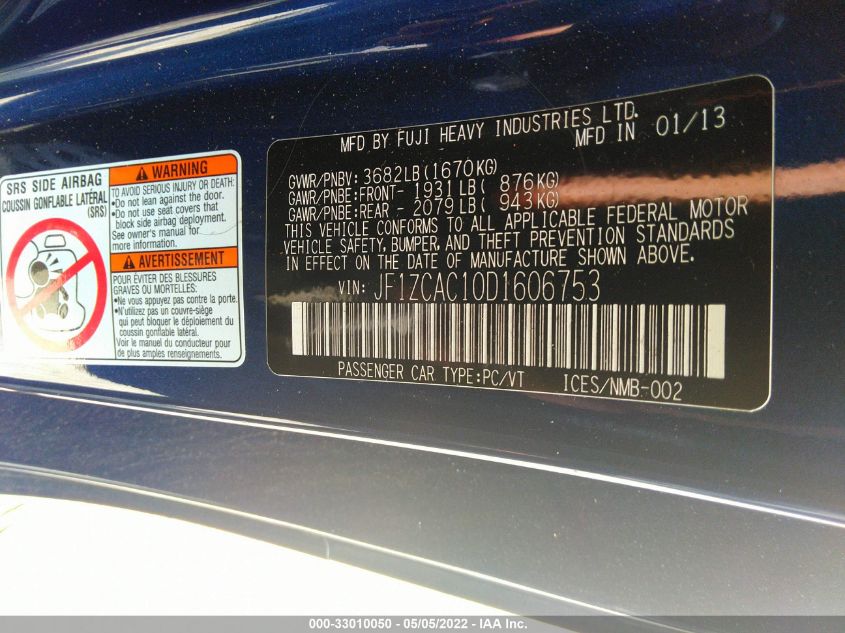 SRS SIDE AIRBAG
COUSSIN GONFLABLE LATÉRAL
(SRS)
WARNING
TO AVOID SERIOUS INJURY OR DEATH:
•Do not lean against the door.
•Do not use seat covers that
block side airbag deployment.
See owner's manual for
more information.
AVERTISSEMENT
POUR ÉVITER DES BLESSURES
GRAVES OU MORTELLES:
•Ne vous appuyez pas contre la porte.
•N'utilisez pas un couvre-siège
qui peut bloquer le déploiement du
coussin gonflable latéral.
Voir le manuel du conducteur pour
de plus amples renseignements.
MFD BY FUJI HEAVY INDUSTRIES LTD.
MFD IN 01/13
GVWR/PNBV: 3682LB(1670KG)
GAWR/PNBE:FRONT- 1931LB( 876KG)
GAWR/PNBE:REAR - 2079LB( 943KG)
THIS VEHICLE CONFORMS TO ALL APPLICABLE FEDERAL MOTOR
VEHICLE SAFETY, BUMPER, AND THEFT PREVENTION STANDARDS
IN EFFECT ON THE DATE OF MANUFACTURE SHOWN ABOVE.
VIN: JF1ZCAC10D1606753
PASSENGER CAR TYPE:PC/VT ICES/NMB-002
000-33010050 - 05/05/2022 - IAA Inc.